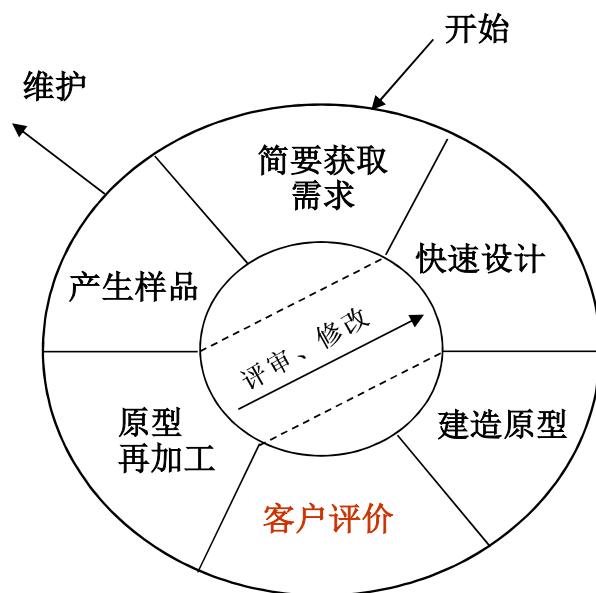 开始
维护
简要获取
需求
快速设计
产生样品
评审、修改
原型
再加工
建造原型
客户评价